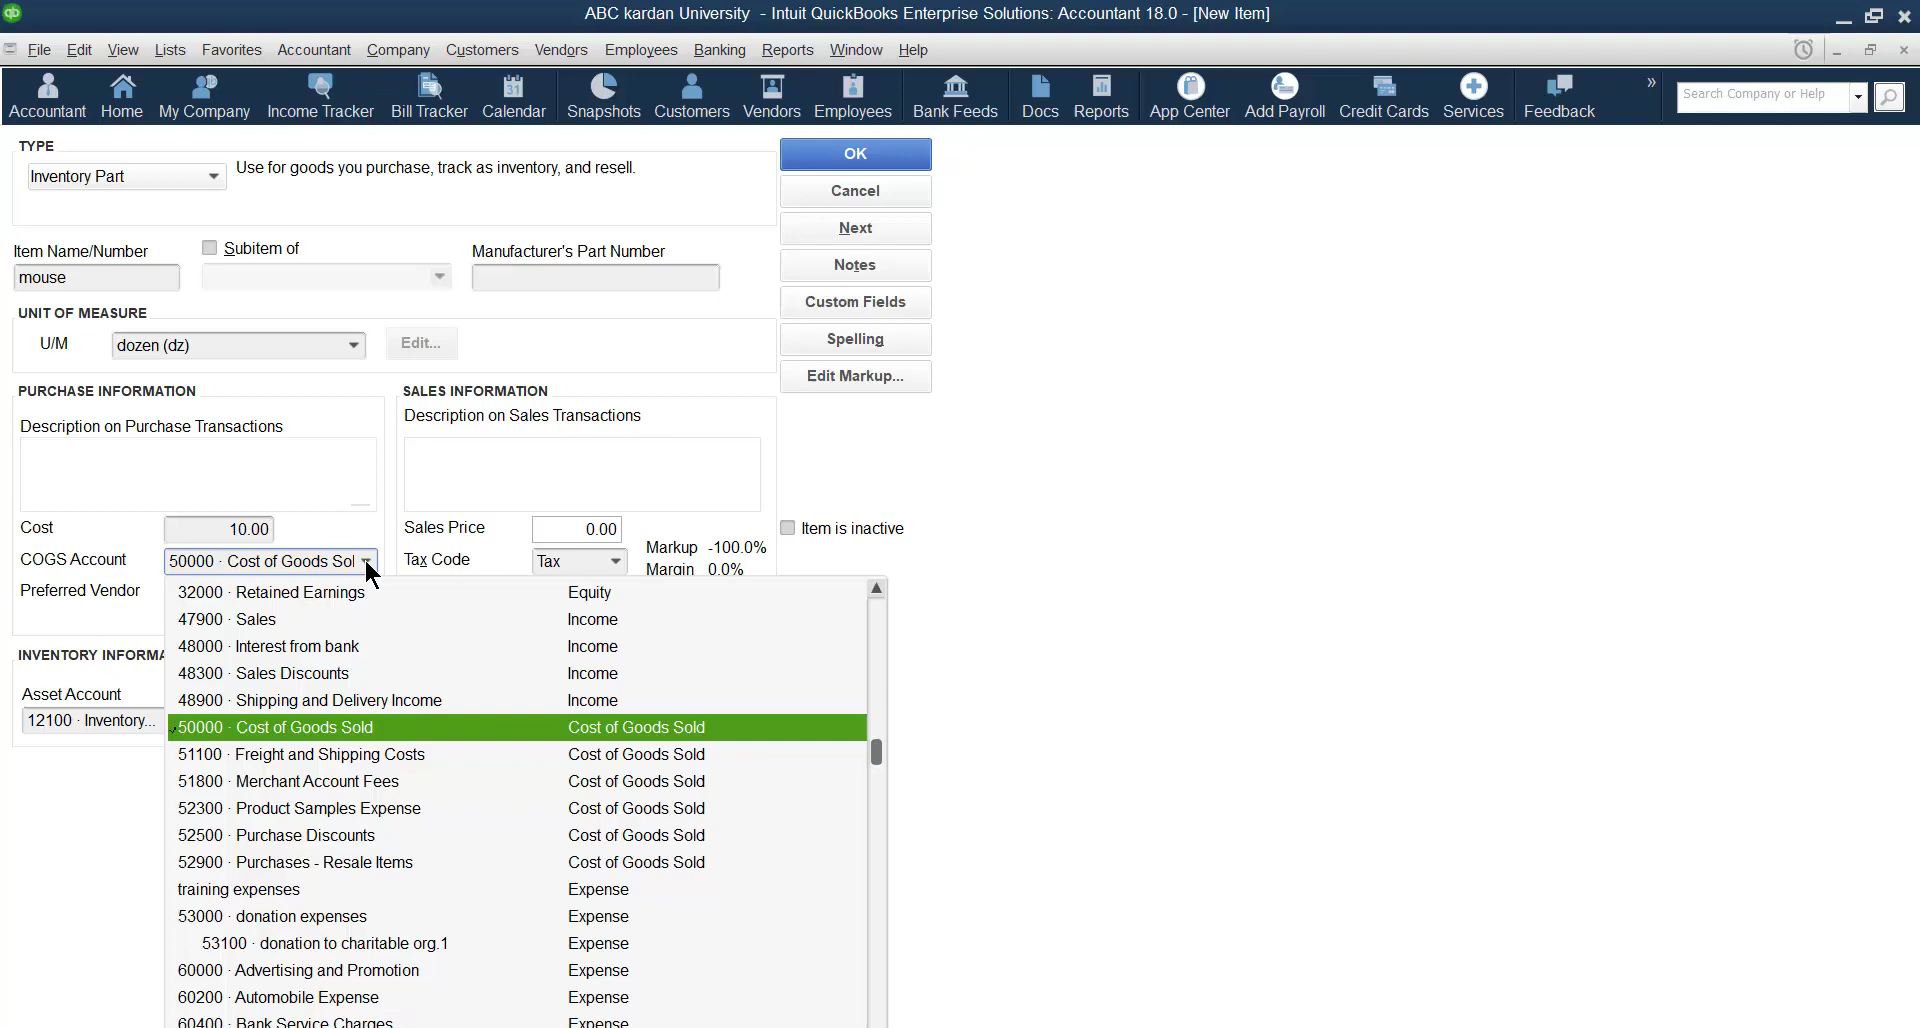 ABC kardan University - Intuit QuickBooks Enterprise Solutions: Accountant 18.0 - [New Item]
File Edit View Lists Favorites Accountant Company Customers Vendors Employees Banking Reports Window Help
Accountant Home My Company Income Tracker Bill Tracker Calendar Snapshots Customers Vendors Employees Bank Feeds Docs Reports App Center Add Payroll Credit Cards Services Feedback » Search Company or Help
31
TYPE
Inventory Part Use for goods you purchase, track as inventory, and resell.
OK
Cancel
Next
Notes
Custom Fields
Spelling
Edit Markup...
Item Name/Number Subitem of Manufacturer's Part Number
mouse
UNIT OF MEASURE
U/M dozen (dz) Edit...
PURCHASE INFORMATION
Description on Purchase Transactions
Cost 10.00
COGS Account 50000 · Cost of Goods Sol
Preferred Vendor
SALES INFORMATION
Description on Sales Transactions
Sales Price 0.00
Tax Code Tax
Markup -100.0%
Margin 0.0%
Item is inactive
INVENTORY INFORMA
Asset Account
12100 · Inventory...
32000 · Retained Earnings Equity
47900 · Sales Income
48000 · Interest from bank Income
48300 · Sales Discounts Income
48900 · Shipping and Delivery Income Income
50000 · Cost of Goods Sold Cost of Goods Sold
51100 · Freight and Shipping Costs Cost of Goods Sold
51800 · Merchant Account Fees Cost of Goods Sold
52300 · Product Samples Expense Cost of Goods Sold
52500 · Purchase Discounts Cost of Goods Sold
52900 · Purchases - Resale Items Cost of Goods Sold
training expenses Expense
53000 · donation expenses Expense
53100 · donation to charitable org.1 Expense
60000 · Advertising and Promotion Expense
60200 · Automobile Expense Expense
60400 · Bank Service Charges Expense